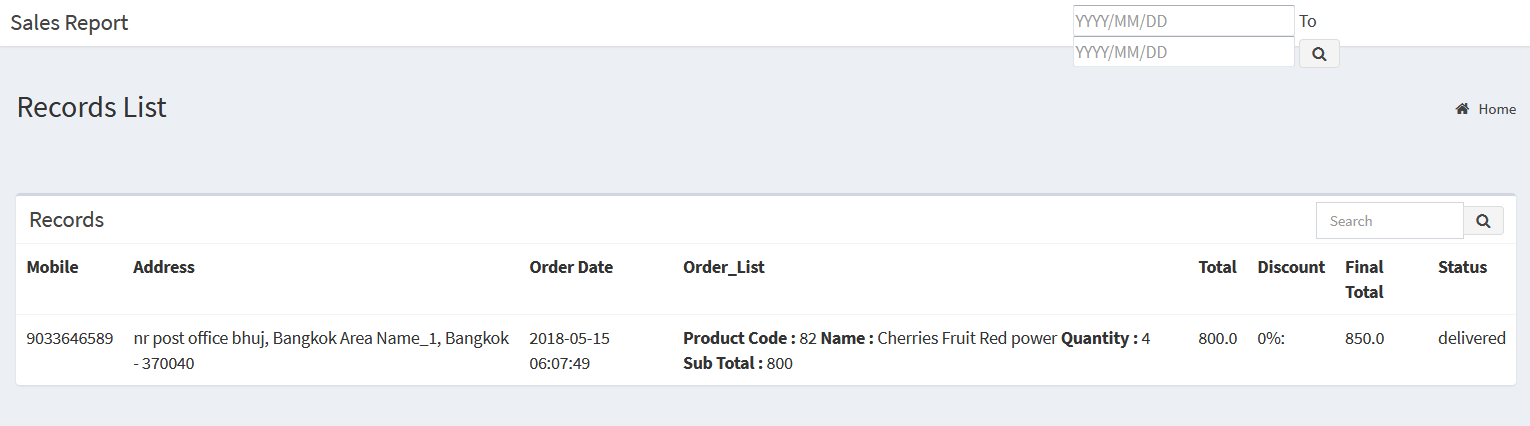 Sales Report
YYYY/MM/DD To
YYYY/MM/DD
Records List
Home
Records
Search
Mobile Address Order Date Order_List Total Discount Final Total Status
9033646589 nr post office bhuj, Bangkok Area Name_1, Bangkok 2018-05-15 Product Code : 82 Name : Cherries Fruit Red power Quantity : 4 800.0 0%: 850.0 delivered
- 370040 06:07:49 Sub Total : 800